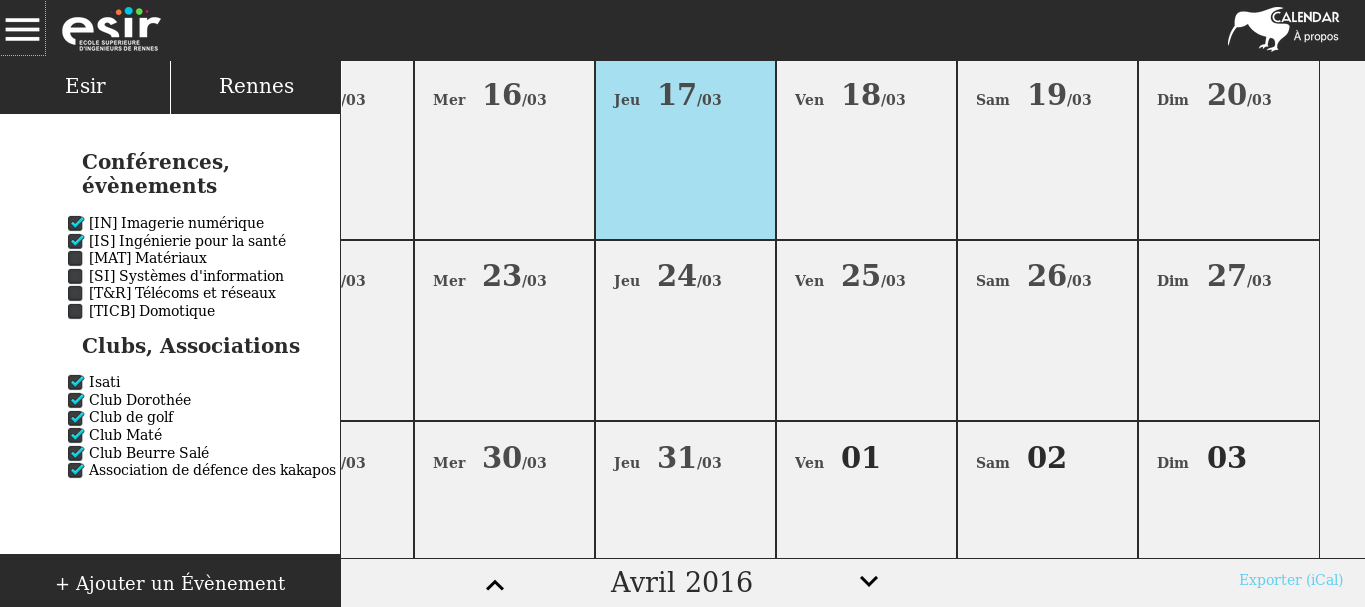 esir
ECOLE SUPERIEURE
D'INGENIEURS DE RENNES
CALENDAR
À propos
Esir
Rennes
Conférences,
évènements
[IN] Imagerie numérique
[IS] Ingénierie pour la santé
[MAT] Matériaux
[SI] Systèmes d'information
[T&R] Télécoms et réseaux
[TICB] Domotique
Clubs, Associations
Isati
Club Dorothée
Club de golf
Club Maté
Club Beurre Salé
Association de défence des kakapos
+ Ajouter un Évènement
/03 Mer 16/03 Jeu 17/03 Ven 18/03 Sam 19/03 Dim 20/03
/03 Mer 23/03 Jeu 24/03 Ven 25/03 Sam 26/03 Dim 27/03
/03 Mer 30/03 Jeu 31/03 Ven 01 Sam 02 Dim 03
Avril 2016
Exporter (iCal)